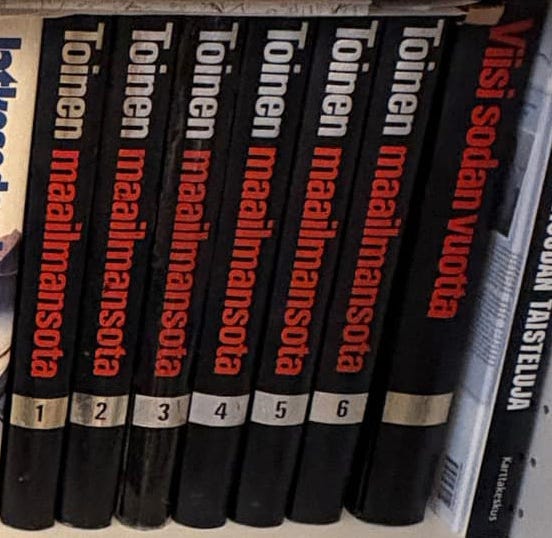 Toinen maailmansota
1
Toinen maailmansota
2
Toinen maailmansota
3
Toinen maailmansota
4
Toinen maailmansota
5
Toinen maailmansota
6
Viisi sodan vuotta
TAISTELUJA
Karttakeskus